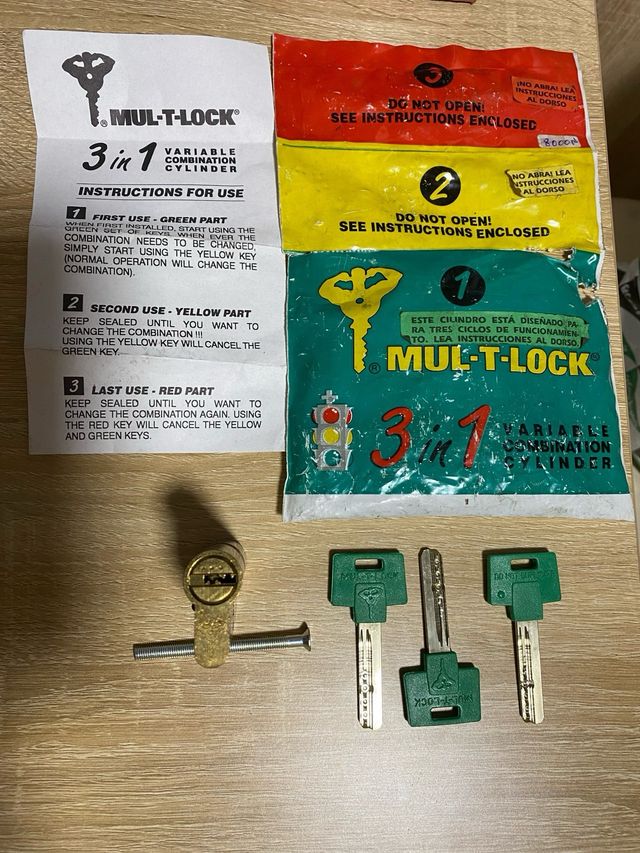 MUL-T-LOCK®
3 in 1 VARIABLE
COMBINATION
CYLINDER
INSTRUCTIONS FOR USE
1 FIRST USE - GREEN PART
WHEN FIRST INSTALLED, START USING THE
GREEN SET OF KEYS. WHEN EVER THE
COMBINATION NEEDS TO BE CHANGED,
SIMPLY START USING THE YELLOW KEY
(NORMAL OPERATION WILL CHANGE THE
COMBINATION).
2 SECOND USE - YELLOW PART
KEEP SEALED UNTIL YOU WANT TO
CHANGE THE COMBINATION !!!
USING THE YELLOW KEY WILL CANCEL THE
GREEN KEY.
3 LAST USE - RED PART
KEEP SEALED UNTIL YOU WANT TO
CHANGE THE COMBINATION AGAIN. USING
THE RED KEY WILL CANCEL THE YELLOW
AND GREEN KEYS.
3
¡NO ABRA! LEA
INSTRUCCIONES
AL DORSO
DO NOT OPEN!
SEE INSTRUCTIONS ENCLOSED
2
¡NO ABRA! LEA
INSTRUCCIONES
AL DORSO
DO NOT OPEN!
SEE INSTRUCTIONS ENCLOSED
1
ESTE CILINDRO ESTÁ DISEÑADO PA-
RA TRES CICLOS DE FUNCIONAMIEN-
TO. LEA INSTRUCCIONES AL DORSO.
® MUL-T-LOCK®
3 in 1 VARIABLE
COMBINATION
CYLINDER
MUL-T-LOCK
MUL-T-LOCK